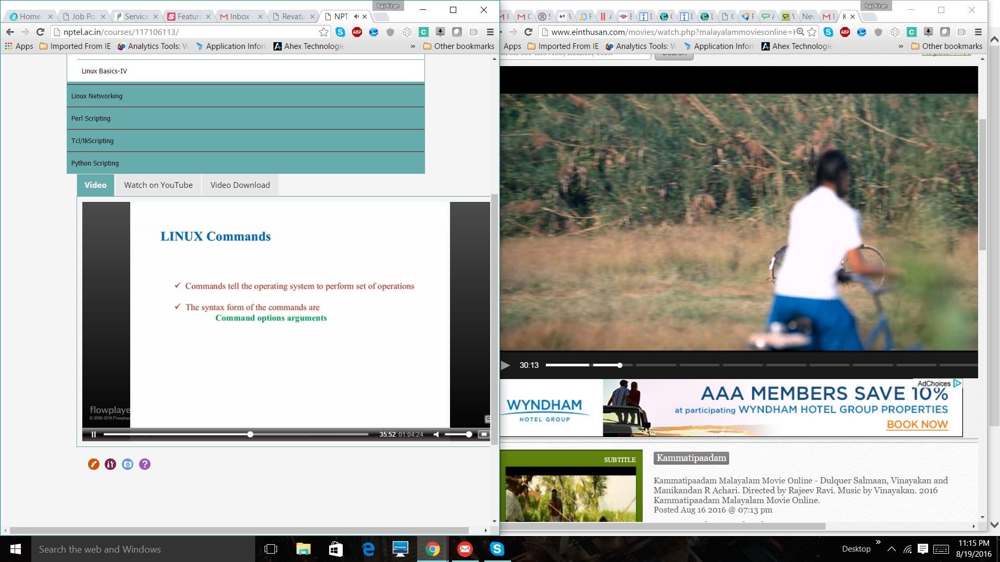 Raj Kiran
Home
Job Po
Service
Feature
Inbox
Revatu
NPT
nptel.ac.in/courses/117106113/
Apps
Imported From IE
Analytics Tools: W
Application Infor
Ahex Technologie
»
Other bookmarks
Linux Basics-IV
Linux Networking
Perl Scripting
Tcl/tkScripting
Python Scripting
Video
Watch on YouTube
Video Download
LINUX Commands
✓ Commands tell the operating system to perform set of operations
✓ The syntax form of the commands are
Command options arguments
flowplaye
© 2008-2016 Flowplaye
35:52 01:04:24
Raj Kiran
New
www.einthusan.com/movies/watch.php?malayalammoviesonline=
Apps
Imported From IE
Analytics Tools: W
Application Infor
Ahex Technologie
»
Other bookmarks
Search
Register Free
30:13
AdChoices
WYNDHAM
HOTEL GROUP
AAA MEMBERS SAVE 10%
at participating WYNDHAM HOTEL GROUP PROPERTIES
BOOK NOW
SUBTITLE
Kammatipaadam
Kammatipaadam Malayalam Movie Online - Dulquer Salmaan, Vinayakan and
Manikandan R Achari. Directed by Rajeev Ravi. Music by Vinayakan. 2016
Kammatipaadam Malayalam Movie Online.
Posted Aug 16 2016 @ 07:13 pm
Search the web and Windows
Desktop
»
11:15 PM
8/19/2016